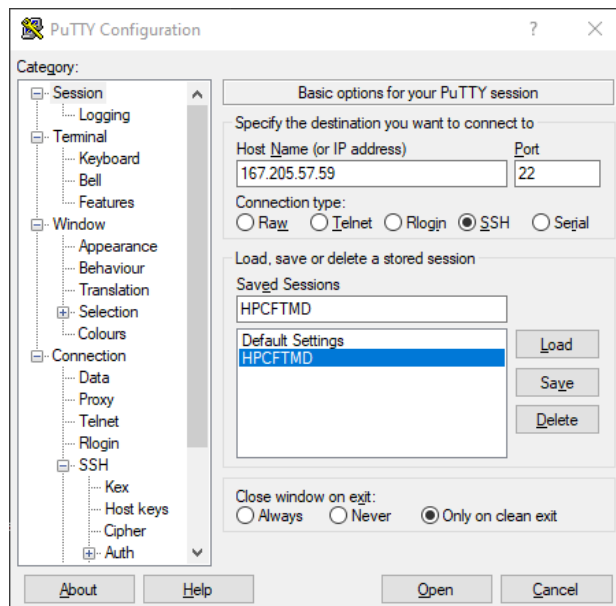 PuTTY Configuration
Category:
Session
Logging
Terminal
Keyboard
Bell
Features
Window
Appearance
Behaviour
Translation
Selection
Colours
Connection
Data
Proxy
Telnet
Rlogin
SSH
Kex
Host keys
Cipher
Auth
Basic options for your PuTTY session
Specify the destination you want to connect to
Host Name (or IP address) Port
167.205.57.59 22
Connection type:
Raw Telnet Rlogin SSH Serial
Load, save or delete a stored session
Saved Sessions
HPCFTMD
Default Settings
HPCFTMD
Load
Save
Delete
Close window on exit:
Always Never Only on clean exit
About Help Open Cancel